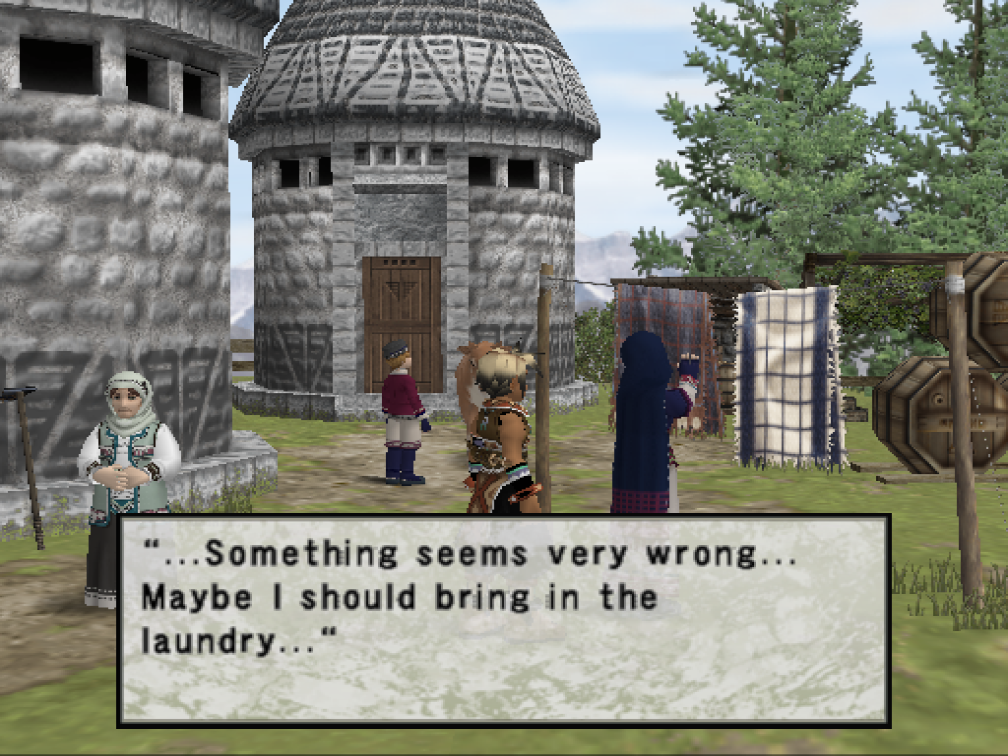 “...Something seems very wrong...
Maybe I should bring in the
laundry...“